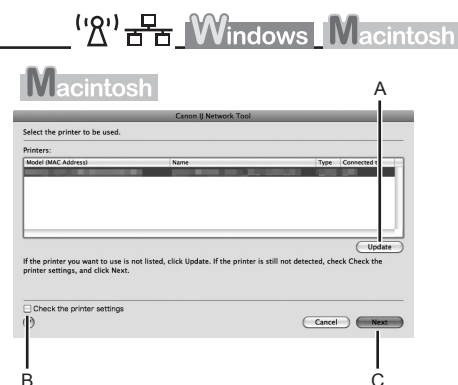 Windows Macintosh
Macintosh
A
Canon IJ Network Tool
Select the printer to be used.
Printers:
Model (MAC Address) Name Type Connected
Update
If the printer you want to use is not listed, click Update. If the printer is still not detected, check Check the
printer settings, and click Next.
Check the printer settings
Cancel Next
B C